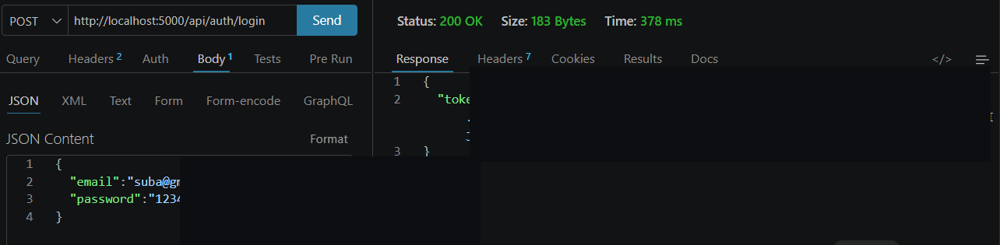 POST http://localhost:5000/api/auth/login Send
Status: 200 OK Size: 183 Bytes Time: 378 ms
Query Headers 2 Auth Body 1 Tests Pre Run
Response Headers 7 Cookies Results Docs </>
JSON XML Text Form Form-encode GraphQL
JSON Content Format
1 {
2 "email":"suba@gm
3 "password":"1234
4 }
1 {
2 "toke
.
3 }